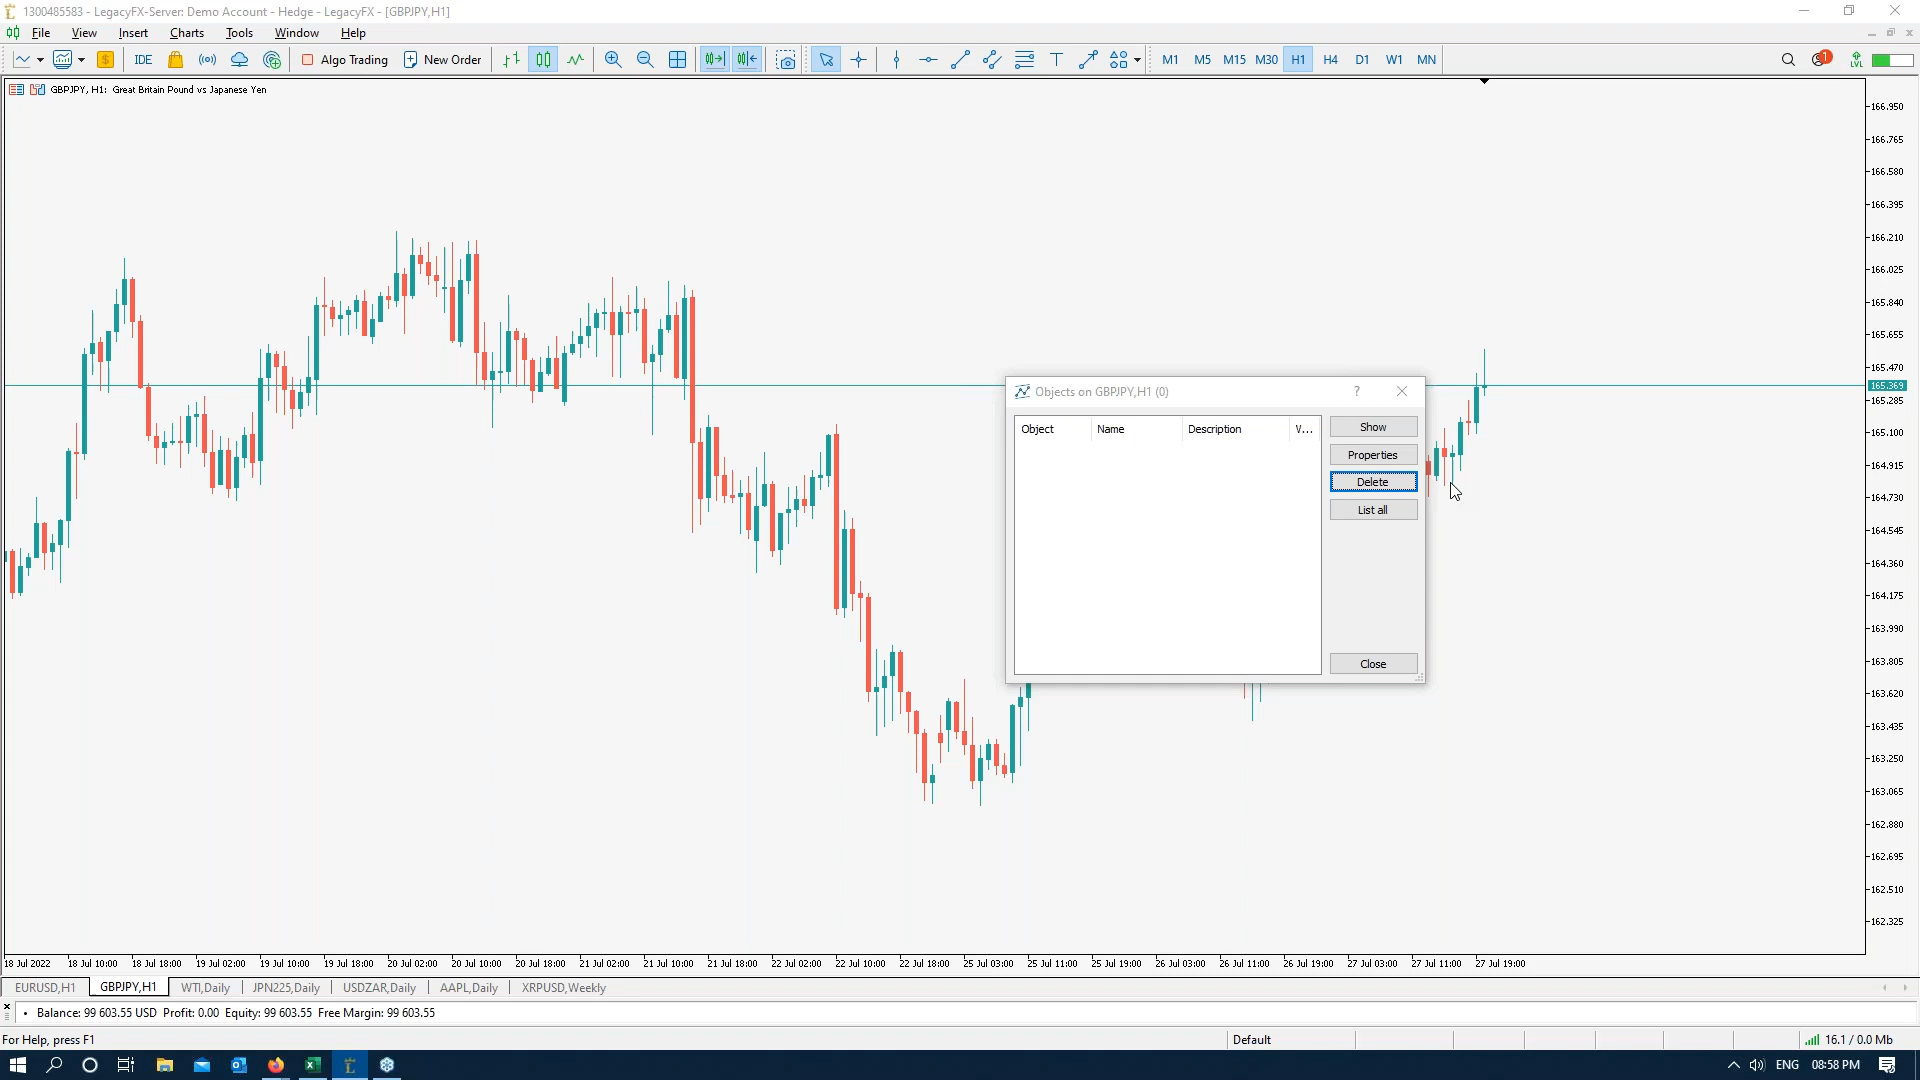 1300485583 - LegacyFX-Server: Demo Account - Hedge - LegacyFX - [GBPJPY,H1]
File View Insert Charts Tools Window Help
IDE Algo Trading New Order M1 M5 M15 M30 H1 H4 D1 W1 MN 1 LVL
GBPJPY, H1: Great Britain Pound vs Japanese Yen
166.950
166.765
166.580
166.395
166.210
166.025
165.840
165.655
165.470
165.369
165.285
165.100
164.915
164.730
164.545
164.360
164.175
163.990
163.805
163.620
163.435
163.250
163.065
162.880
162.695
162.510
162.325
Objects on GBPJPY,H1 (0) ?
Object Name Description V...
Show
Properties
Delete
List all
Close
18 Jul 2022 18 Jul 10:00 18 Jul 18:00 19 Jul 02:00 19 Jul 10:00 19 Jul 18:00 20 Jul 02:00 20 Jul 10:00 20 Jul 18:00 21 Jul 02:00 21 Jul 10:00 21 Jul 18:00 22 Jul 02:00 22 Jul 10:00 22 Jul 18:00 25 Jul 03:00 25 Jul 11:00 25 Jul 19:00 26 Jul 03:00 26 Jul 11:00 26 Jul 19:00 27 Jul 03:00 27 Jul 11:00 27 Jul 19:00
EURUSD,H1 GBPJPY,H1 WTI,Daily JPN225,Daily USDZAR,Daily AAPL,Daily XRPUSD,Weekly
• Balance: 99 603.55 USD Profit: 0.00 Equity: 99 603.55 Free Margin: 99 603.55
For Help, press F1 Default 16.1 / 0.0 Mb
ENG 08:58 PM